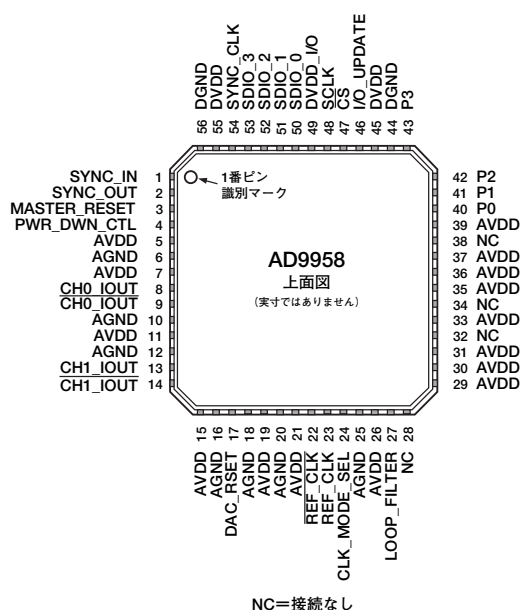 DGND 56
DVDD 55
SYNC_CLK 54
SDIO_3 53
SDIO_2 52
SDIO_1 51
SDIO_0 50
DVDD_I/O 49
SCLK 48
CS 47
I/O_UPDATE 46
DVDD 45
DGND 44
P3 43
SYNC_IN 1
SYNC_OUT 2
MASTER_RESET 3
PWR_DWN_CTL 4
AVDD 5
AGND 6
AVDD 7
CH0_IOUT 8
CH0_IOUT 9
AGND 10
AVDD 11
AGND 12
CH1_IOUT 13
CH1_IOUT 14
1番ピン
識別マーク
AD9958
上面図
(実寸ではありません)
42 P2
41 P1
40 P0
39 AVDD
38 NC
37 AVDD
36 AVDD
35 AVDD
34 NC
33 AVDD
32 NC
31 AVDD
30 AVDD
29 AVDD
AVDD 15
AGND 16
DAC_RSET 17
AGND 18
AVDD 19
AGND 20
AVDD 21
REF_CLK 22
REF_CLK 23
CLK_MODE_SEL 24
AGND 25
AVDD 26
LOOP_FILTER 27
NC 28
NC=接続なし